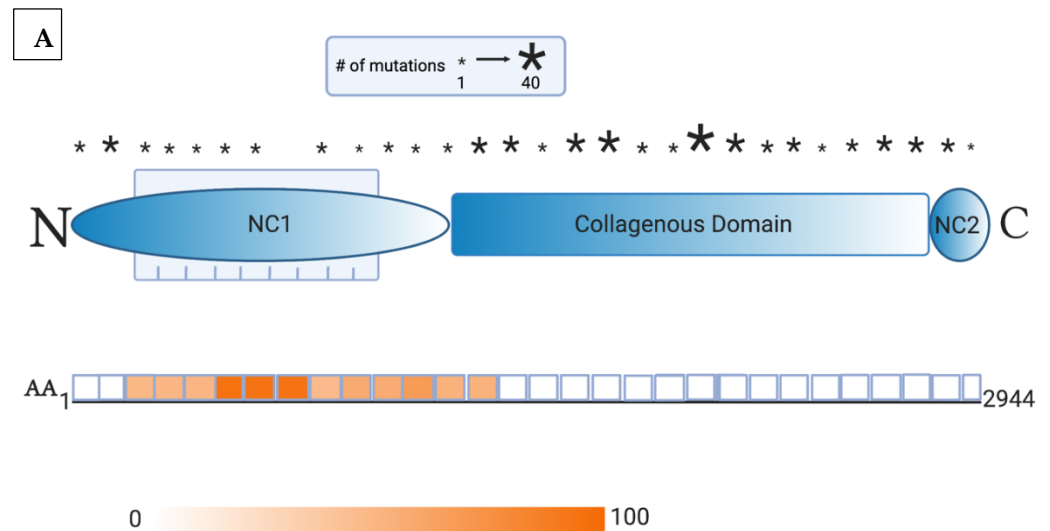 A
# of mutations * → *
1 40
* * * * * * * * * * * * * * * * * * * * * * * * * * * *
N NC1 Collagenous Domain NC2 C
AA1 2944
0 100